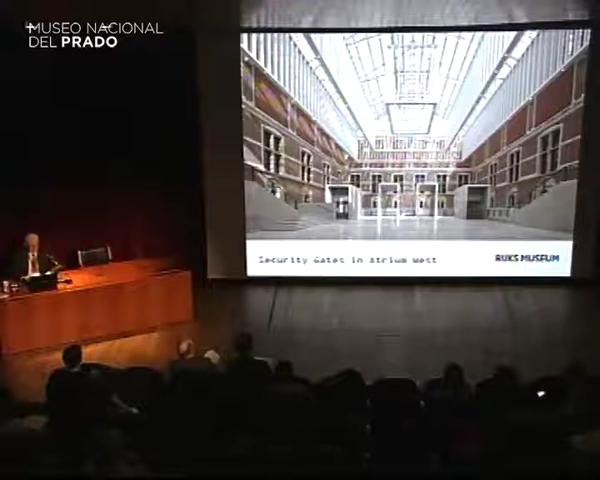 MUSEO NACIONAL
DEL PRADO
Security Gates in Atrium West
RIJKS MUSEUM